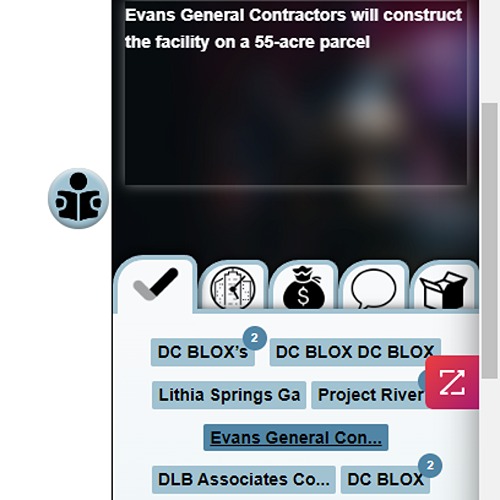 Evans General Contractors will construct
the facility on a 55-acre parcel
$
DC BLOX's 2 DC BLOX DC BLOX
Lithia Springs Ga Project River
Evans General Con...
DLB Associates Co... DC BLOX 2